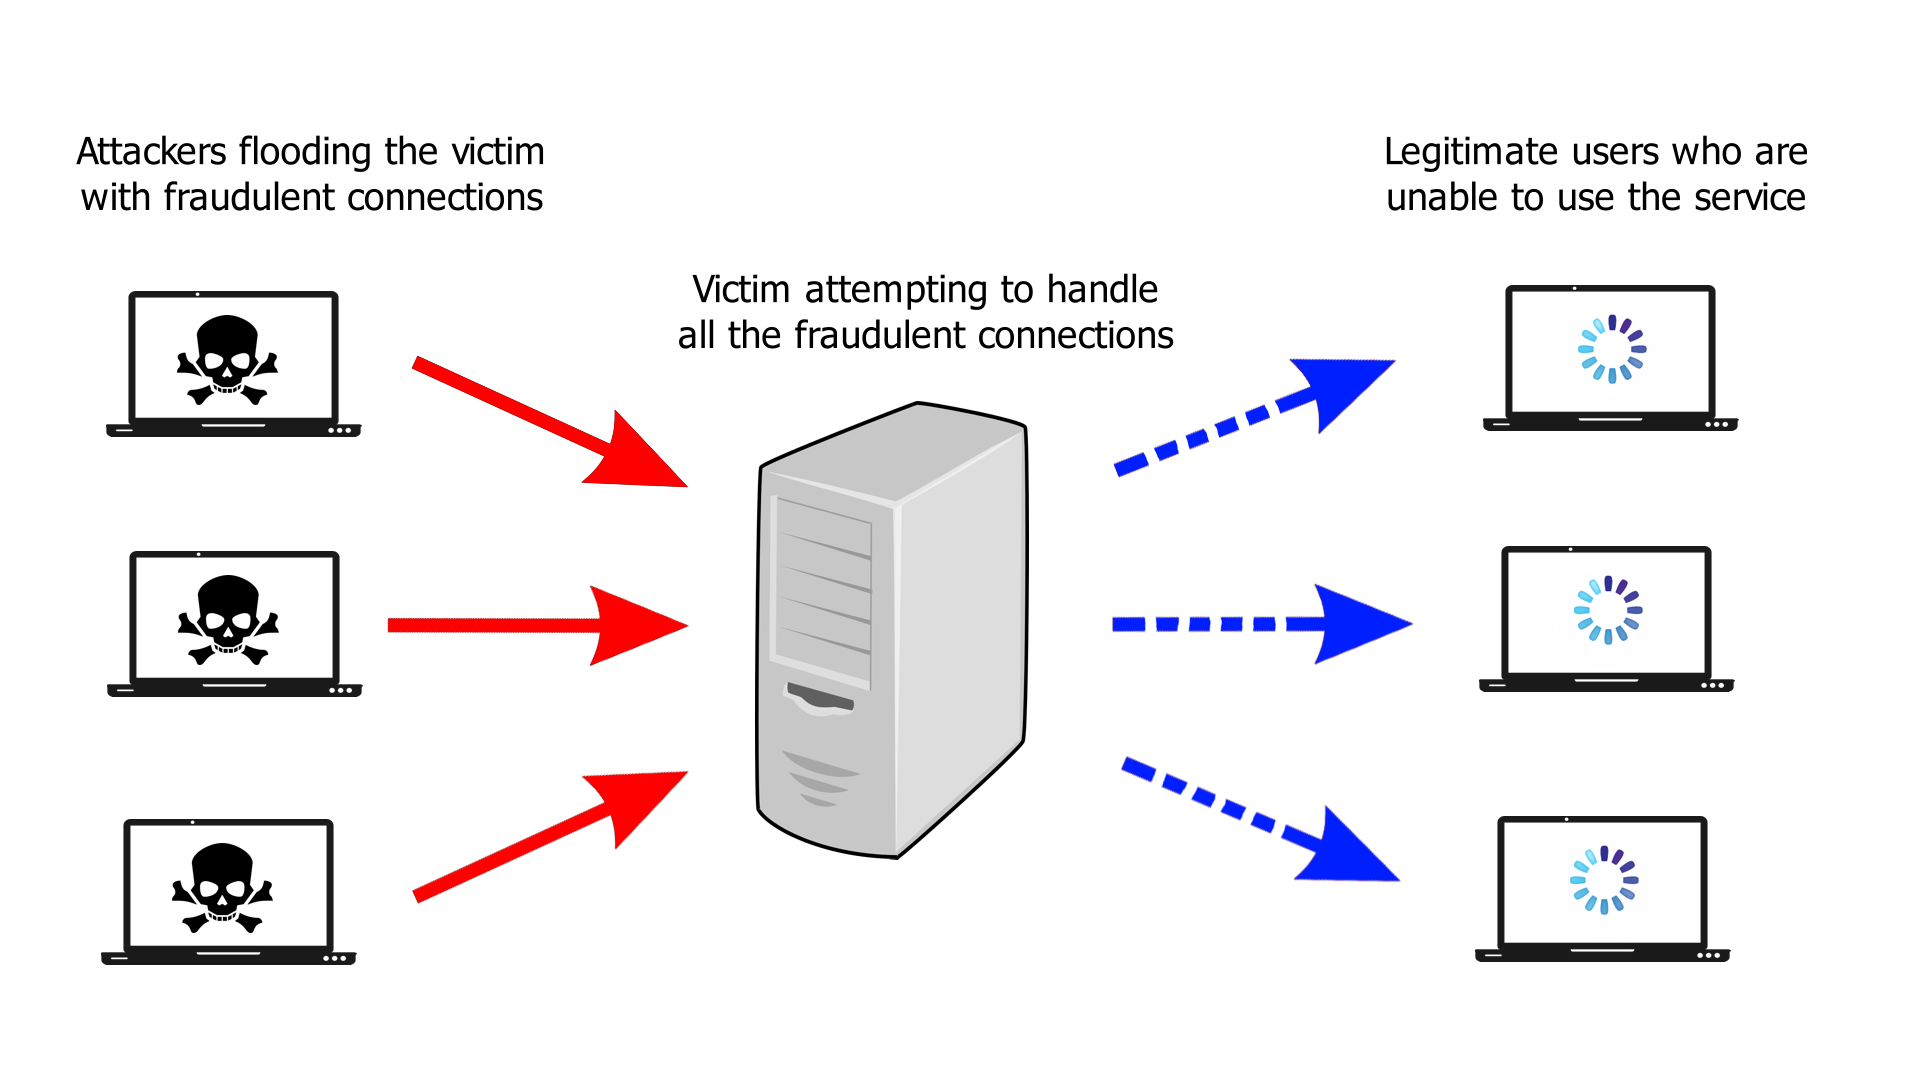 Attackers flooding the victim
with fraudulent connections
Victim attempting to handle
all the fraudulent connections
Legitimate users who are
unable to use the service